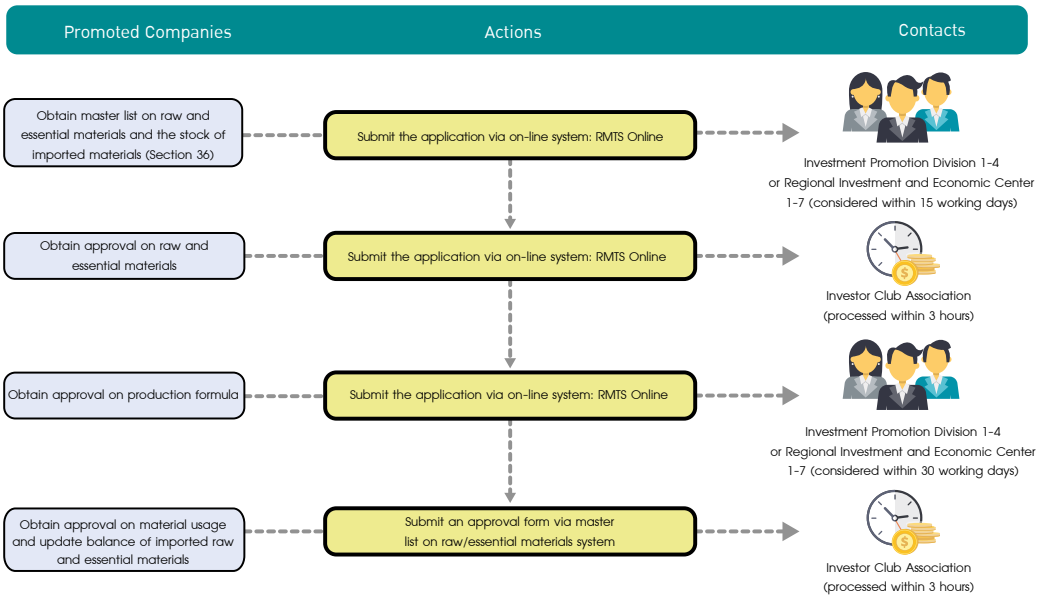 Promoted Companies
Actions
Contacts
Obtain master list on raw and
essential materials and the stock of
imported materials (Section 36)
Submit the application via on-line system: RMTS Online
Investment Promotion Division 1-4
or Regional Investment and Economic Center
1-7 (considered within 15 working days)
Obtain approval on raw and
essential materials
Submit the application via on-line system: RMTS Online
$
Investor Club Association
(processed within 3 hours)
Obtain approval on production formula
Submit the application via on-line system: RMTS Online
Investment Promotion Division 1-4
or Regional Investment and Economic Center
1-7 (considered within 30 working days)
Obtain approval on material usage
and update balance of imported raw
and essential materials
Submit an approval form via master
list on raw/essential materials system
$
Investor Club Association
(processed within 3 hours)